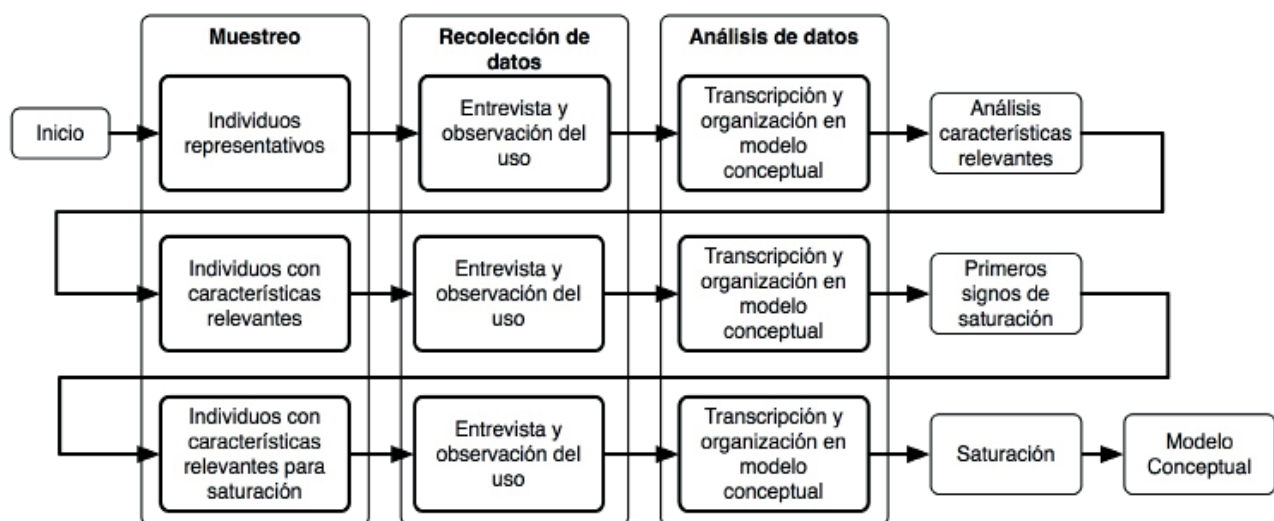 Muestreo
Recolección de
datos
Análisis de datos
Inicio
Individuos
representativos
Entrevista y
observación del
uso
Transcripción y
organización en
modelo
conceptual
Análisis
características
relevantes
Individuos con
características
relevantes
Entrevista y
observación del
uso
Transcripción y
organización en
modelo
conceptual
Primeros
signos de
saturación
Individuos con
características
relevantes para
saturación
Entrevista y
observación del
uso
Transcripción y
organización en
modelo
conceptual
Saturación
Modelo
Conceptual